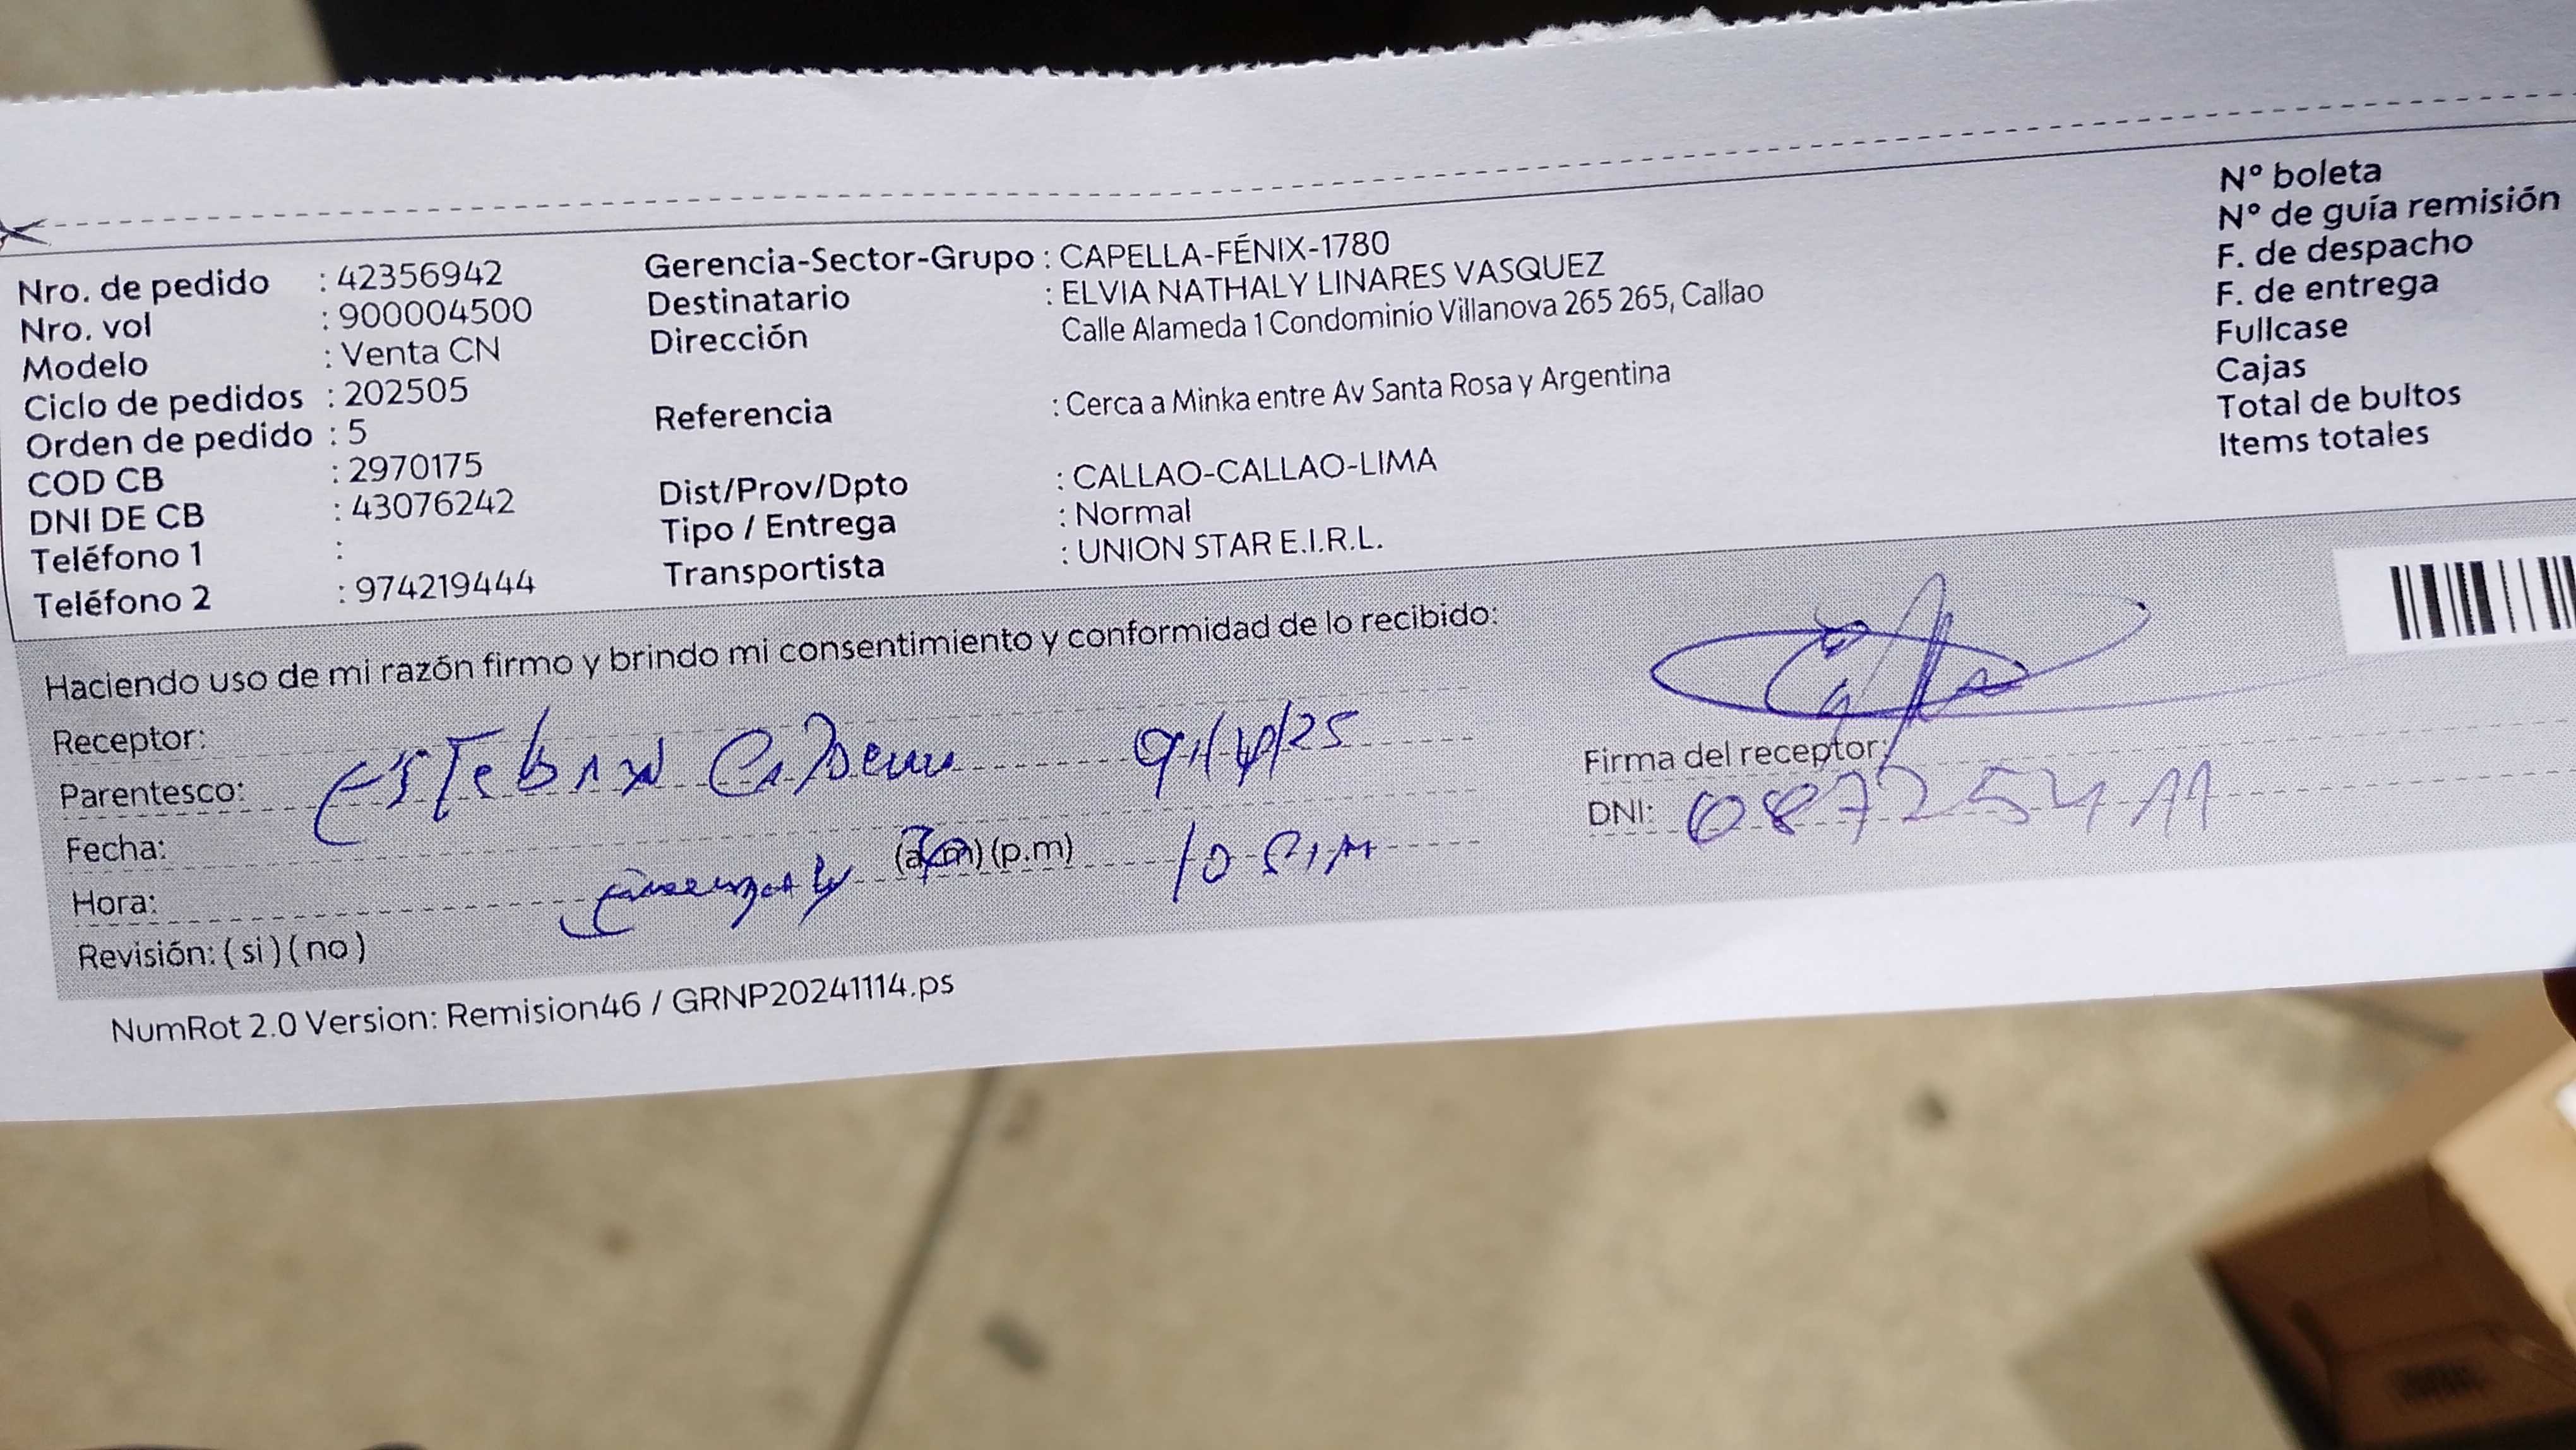 Nro. de pedido : 42356942
Nro. vol : 900004500
Modelo : Venta CN
Ciclo de pedidos : 202505
Orden de pedido : 5
COD CB : 2970175
DNI DE CB : 43076242
Teléfono 1 :
Teléfono 2 : 974219444
Gerencia-Sector-Grupo : CAPELLA-FÉNIX-1780
Destinatario : ELVIA NATHALY LINARES VASQUEZ
Dirección Calle Alameda 1 Condominio Villanova 265 265, Callao
Referencia : Cerca a Minka entre Av Santa Rosa y Argentina
Dist/Prov/Dpto : CALLAO-CALLAO-LIMA
Tipo / Entrega : Normal
Transportista : UNION STAR E.I.R.L.
N° boleta
N° de guía remisión
F. de despacho
F. de entrega
Fullcase
Cajas
Total de bultos
Items totales
Haciendo uso de mi razón firmo y brindo mi consentimiento y conformidad de lo recibido:
Receptor:
Parentesco: Esteban
Fecha:
Hora: (a.m) (p.m)
Revisión: ( si ) ( no )
Firma del receptor:
DNI: 08725411
NumRot 2.0 Version: Remision46 / GRNP20241114.ps